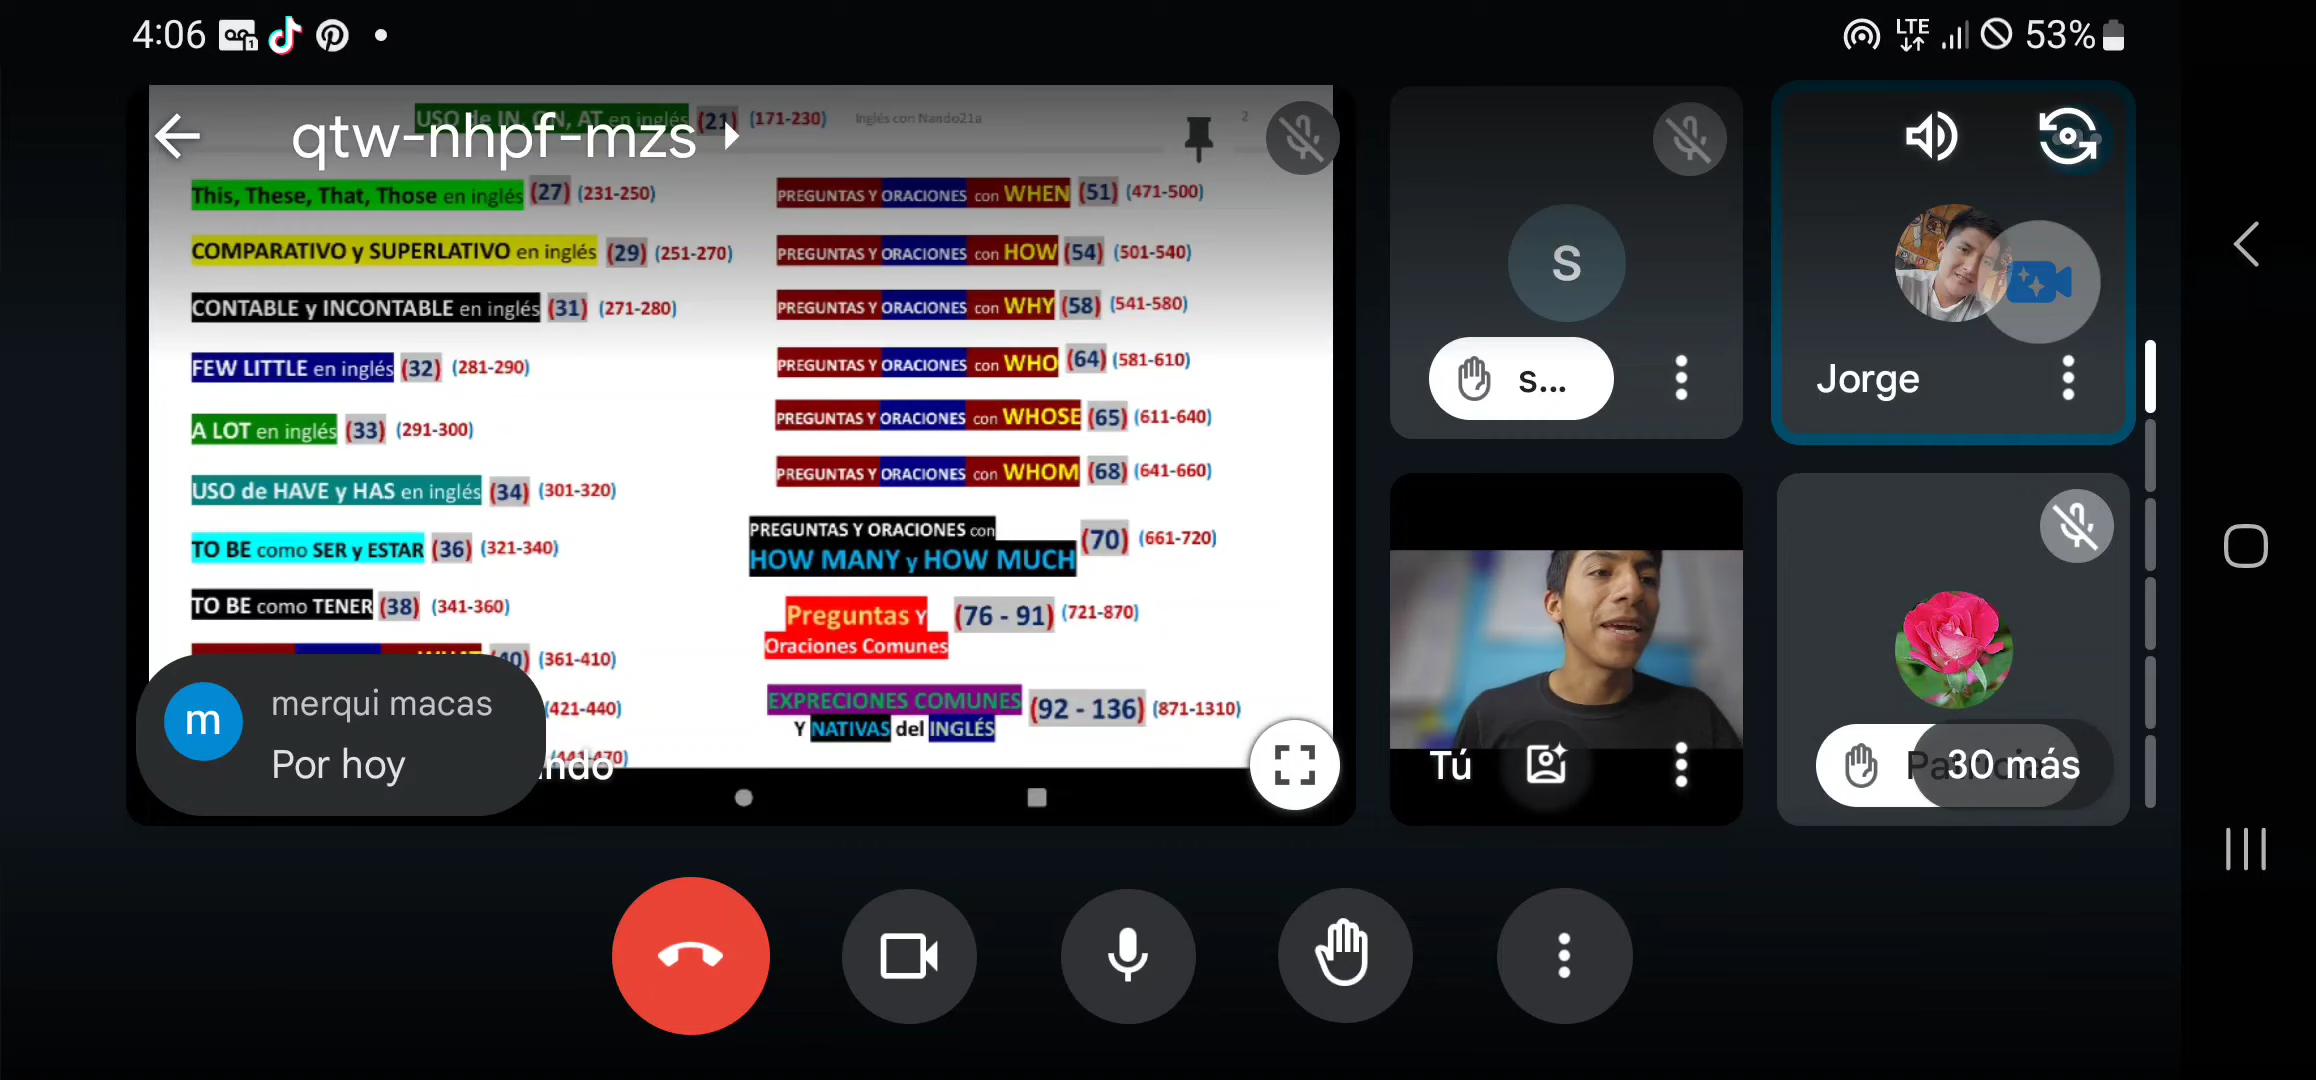 4:06
LTE
53%
USO de IN, ON, AT en inglés (21) (171-230)
Inglés con Nando21a
2
qtw-nhpf-mzs
This, These, That, Those en inglés (27) (231-250)
COMPARATIVO y SUPERLATIVO en inglés (29) (251-270)
CONTABLE y INCONTABLE en inglés (31) (271-280)
FEW LITTLE en inglés (32) (281-290)
A LOT en inglés (33) (291-300)
USO de HAVE y HAS en inglés (34) (301-320)
TO BE como SER y ESTAR (36) (321-340)
TO BE como TENER (38) (341-360)
WHAT (40) (361-410)
(421-440)
(441-470)
PREGUNTAS Y ORACIONES con WHEN (51) (471-500)
PREGUNTAS Y ORACIONES con HOW (54) (501-540)
PREGUNTAS Y ORACIONES con WHY (58) (541-580)
PREGUNTAS Y ORACIONES con WHO (64) (581-610)
PREGUNTAS Y ORACIONES con WHOSE (65) (611-640)
PREGUNTAS Y ORACIONES con WHOM (68) (641-660)
PREGUNTAS Y ORACIONES con
HOW MANY y HOW MUCH (70) (661-720)
Preguntas Y
Oraciones Comunes (76 - 91) (721-870)
EXPRECIONES COMUNES
Y NATIVAS del INGLÉS (92 - 136) (871-1310)
m
merqui macas
Por hoy
ndo
S
s...
Jorge
Tú
30 más